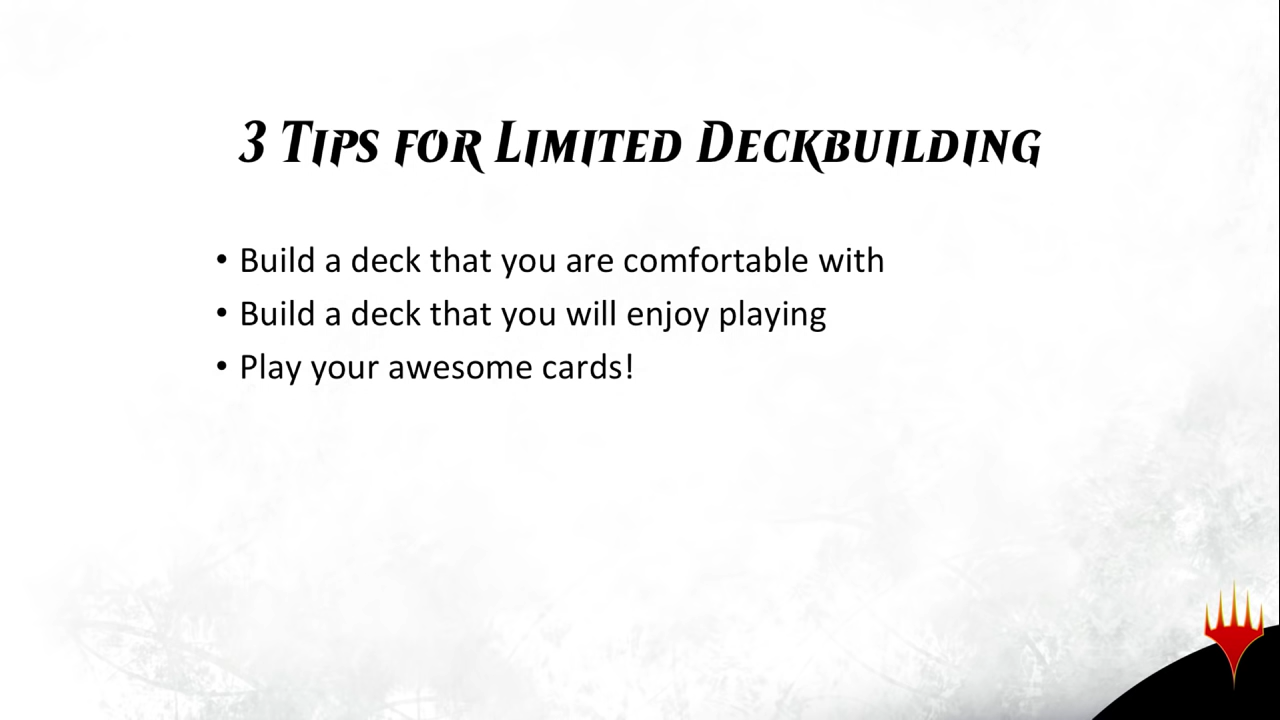 3 Tips for Limited Deckbuilding
• Build a deck that you are comfortable with
• Build a deck that you will enjoy playing
• Play your awesome cards!